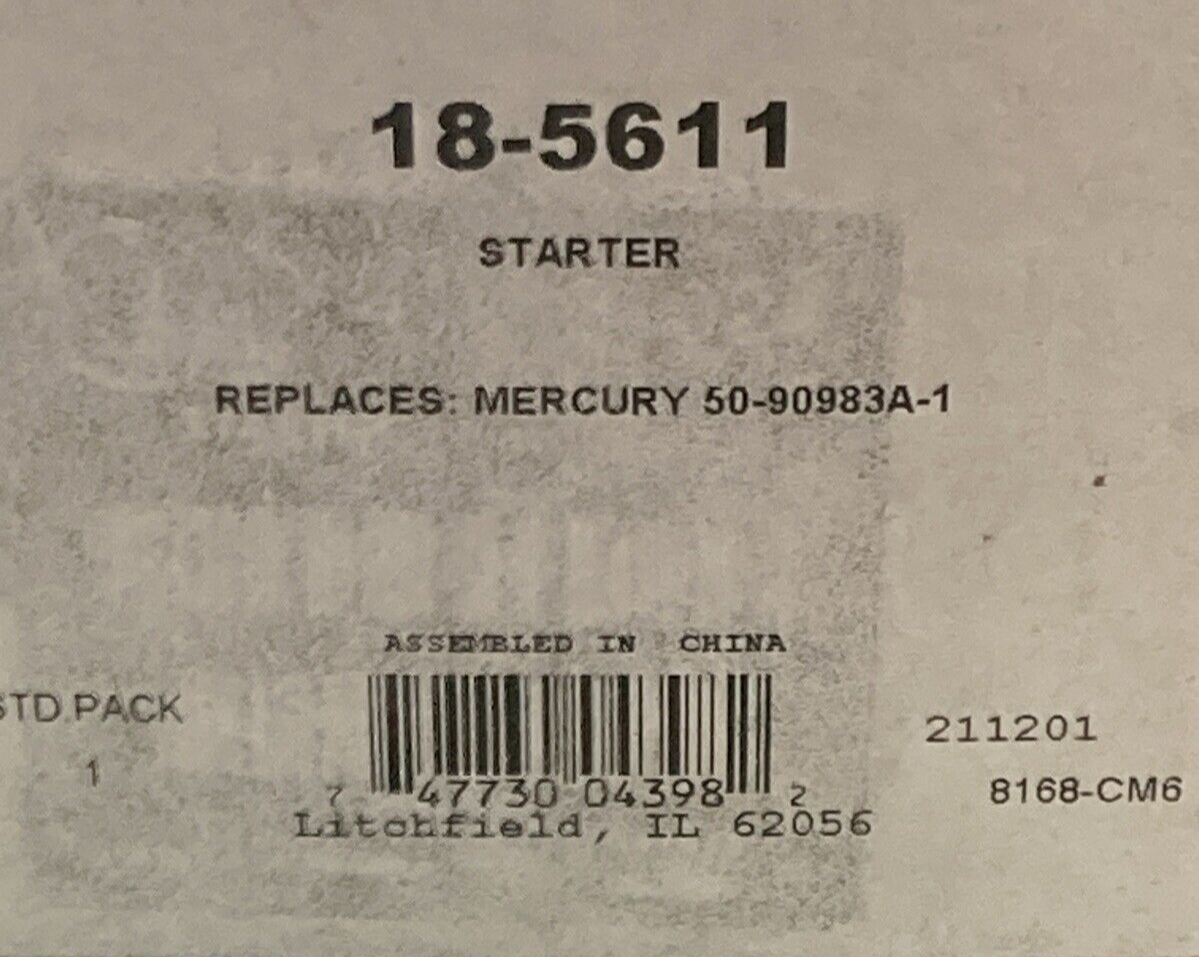 18-5611
STARTER
REPLACES: MERCURY 50-90983A-1
ASSEMBLED IN CHINA
STD PACK
1
7 47730 04398 2
Litchfield, IL 62056
211201
8168-CM6